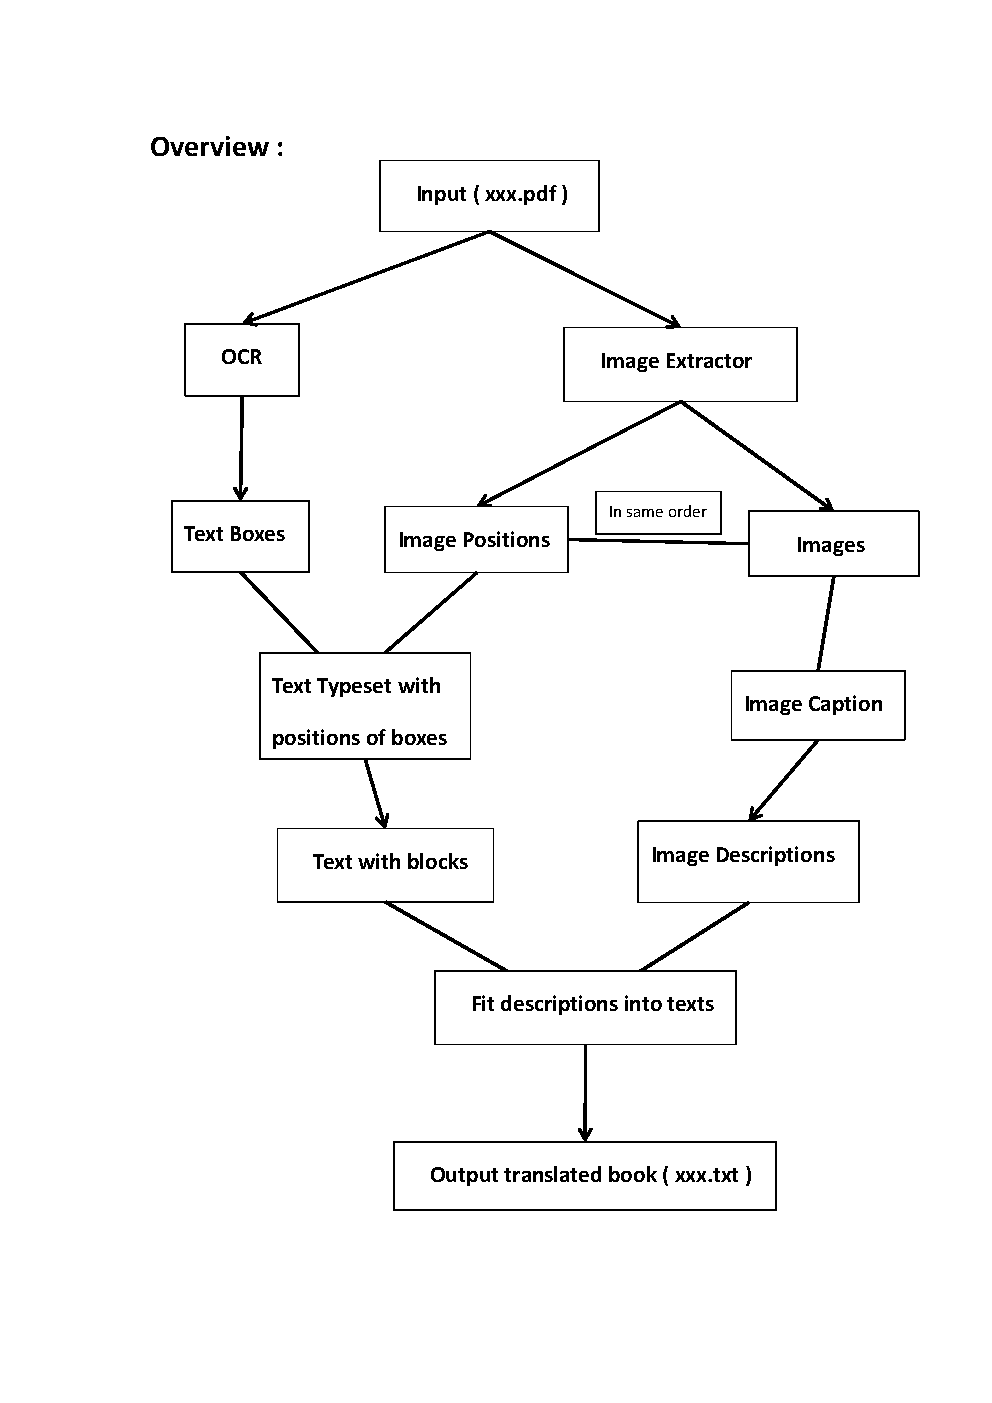 Overview :
Input ( xxx.pdf )
OCR
Image Extractor
Text Boxes
Image Positions
In same order
Images
Text Typeset with
positions of boxes
Image Caption
Text with blocks
Image Descriptions
Fit descriptions into texts
Output translated book ( xxx.txt )